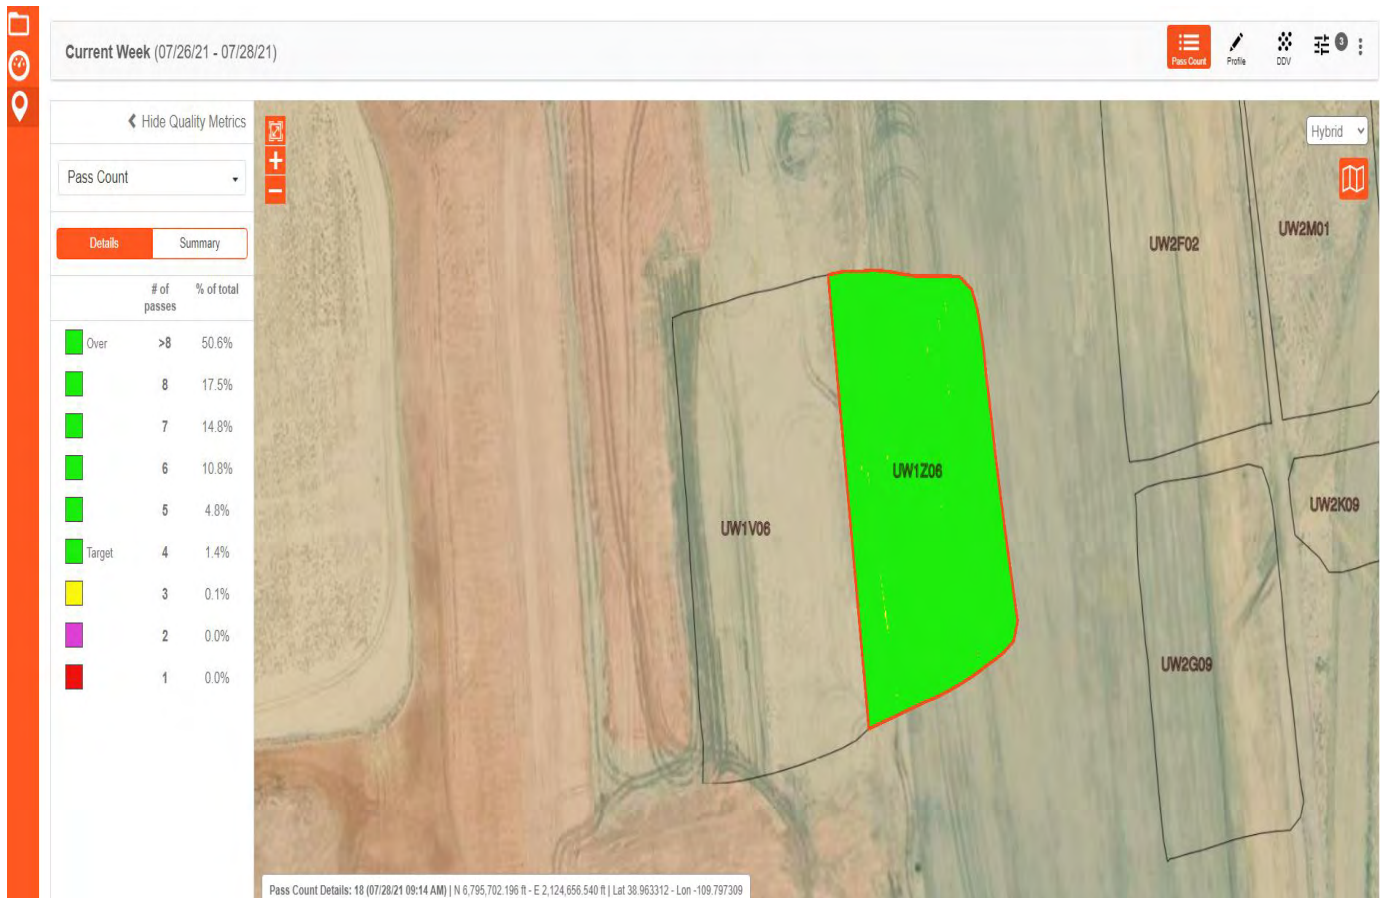 Current Week (07/26/21 - 07/28/21)
Pass Count
Profile
DDV
3
Hide Quality Metrics
Pass Count
Details
Summary
# of passes
% of total
Over >8 50.6%
8 17.5%
7 14.8%
6 10.8%
5 4.8%
Target 4 1.4%
3 0.1%
2 0.0%
1 0.0%
Hybrid
UW2F02
UW2M01
UW1Z06
UW1V06
UW2K09
UW2G09
Pass Count Details: 18 (07/28/21 09:14 AM) | N 6,795,702.196 ft - E 2,124,656.540 ft | Lat 38.963312 - Lon -109.797309